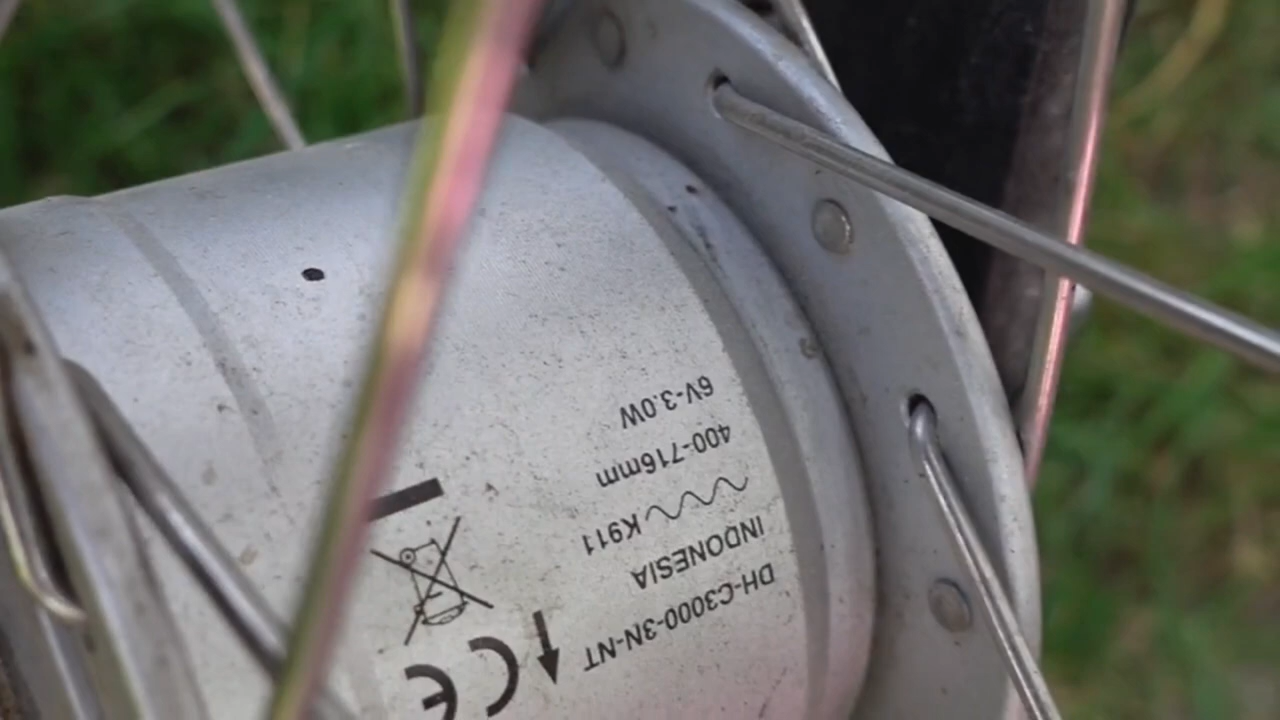 DH-C3000-3N-NT
INDONESIA
K911
400-716mm
6V-3.0W
CE